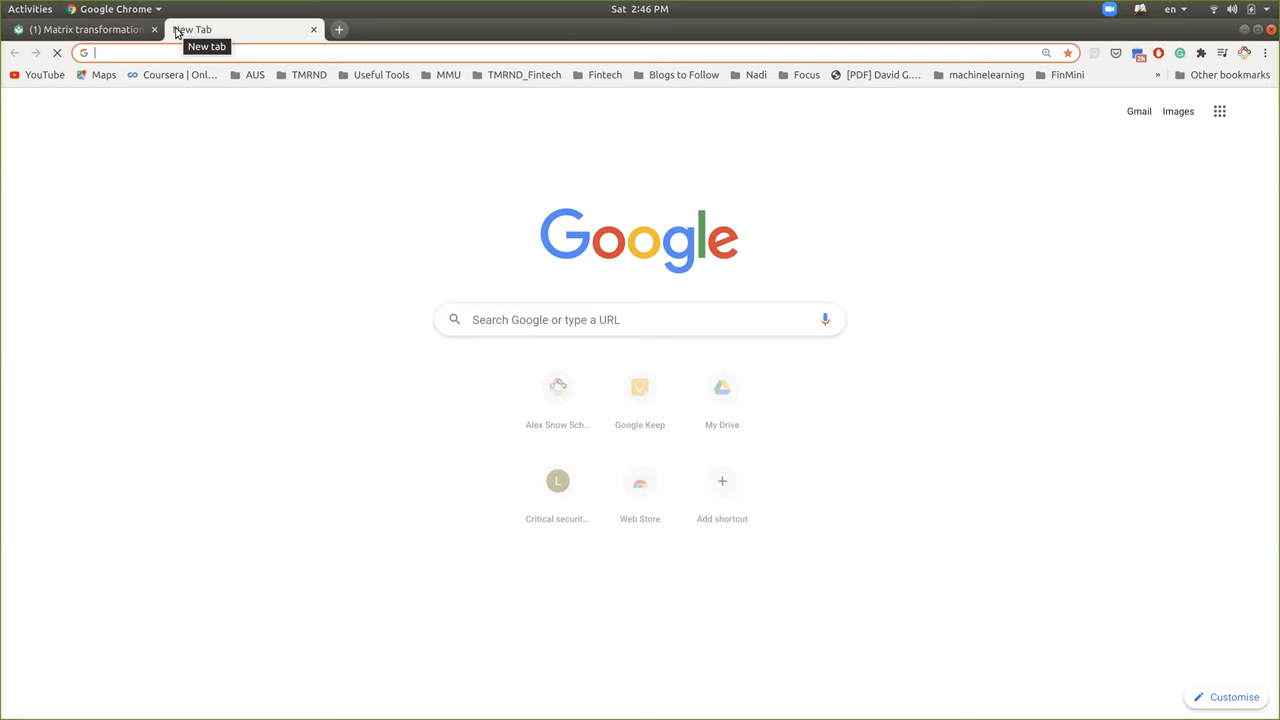 Activities Google Chrome Sat 2:46 PM en
(1) Matrix transformation New Tab
New tab
YouTube Maps Coursera | Onl... AUS TMRND Useful Tools MMU TMRND_Fintech Fintech Blogs to Follow Nadi Focus [PDF] David G.... machinelearning FinMini » Other bookmarks
Gmail Images
Google
Search Google or type a URL
Alex Snow Sch... Google Keep My Drive
L
Critical securit... Web Store Add shortcut
Customise